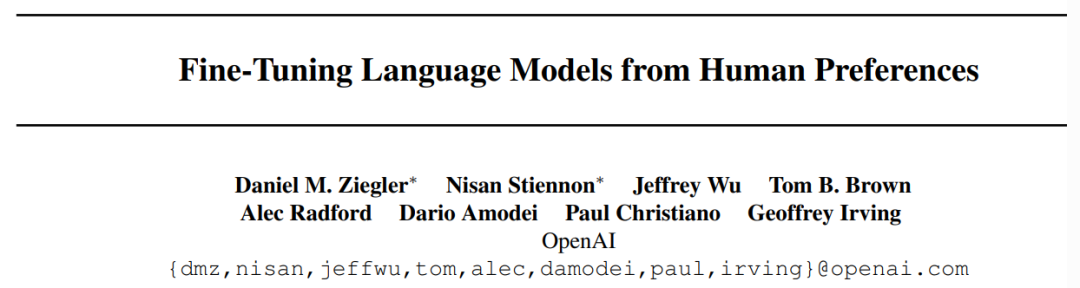 Fine-Tuning Language Models from Human Preferences
Daniel M. Ziegler* Nisan Stiennon* Jeffrey Wu Tom B. Brown
Alec Radford Dario Amodei Paul Christiano Geoffrey Irving
OpenAI
{dmz,nisan,jeffwu,tom,alec,damodei,paul,irving}@openai.com